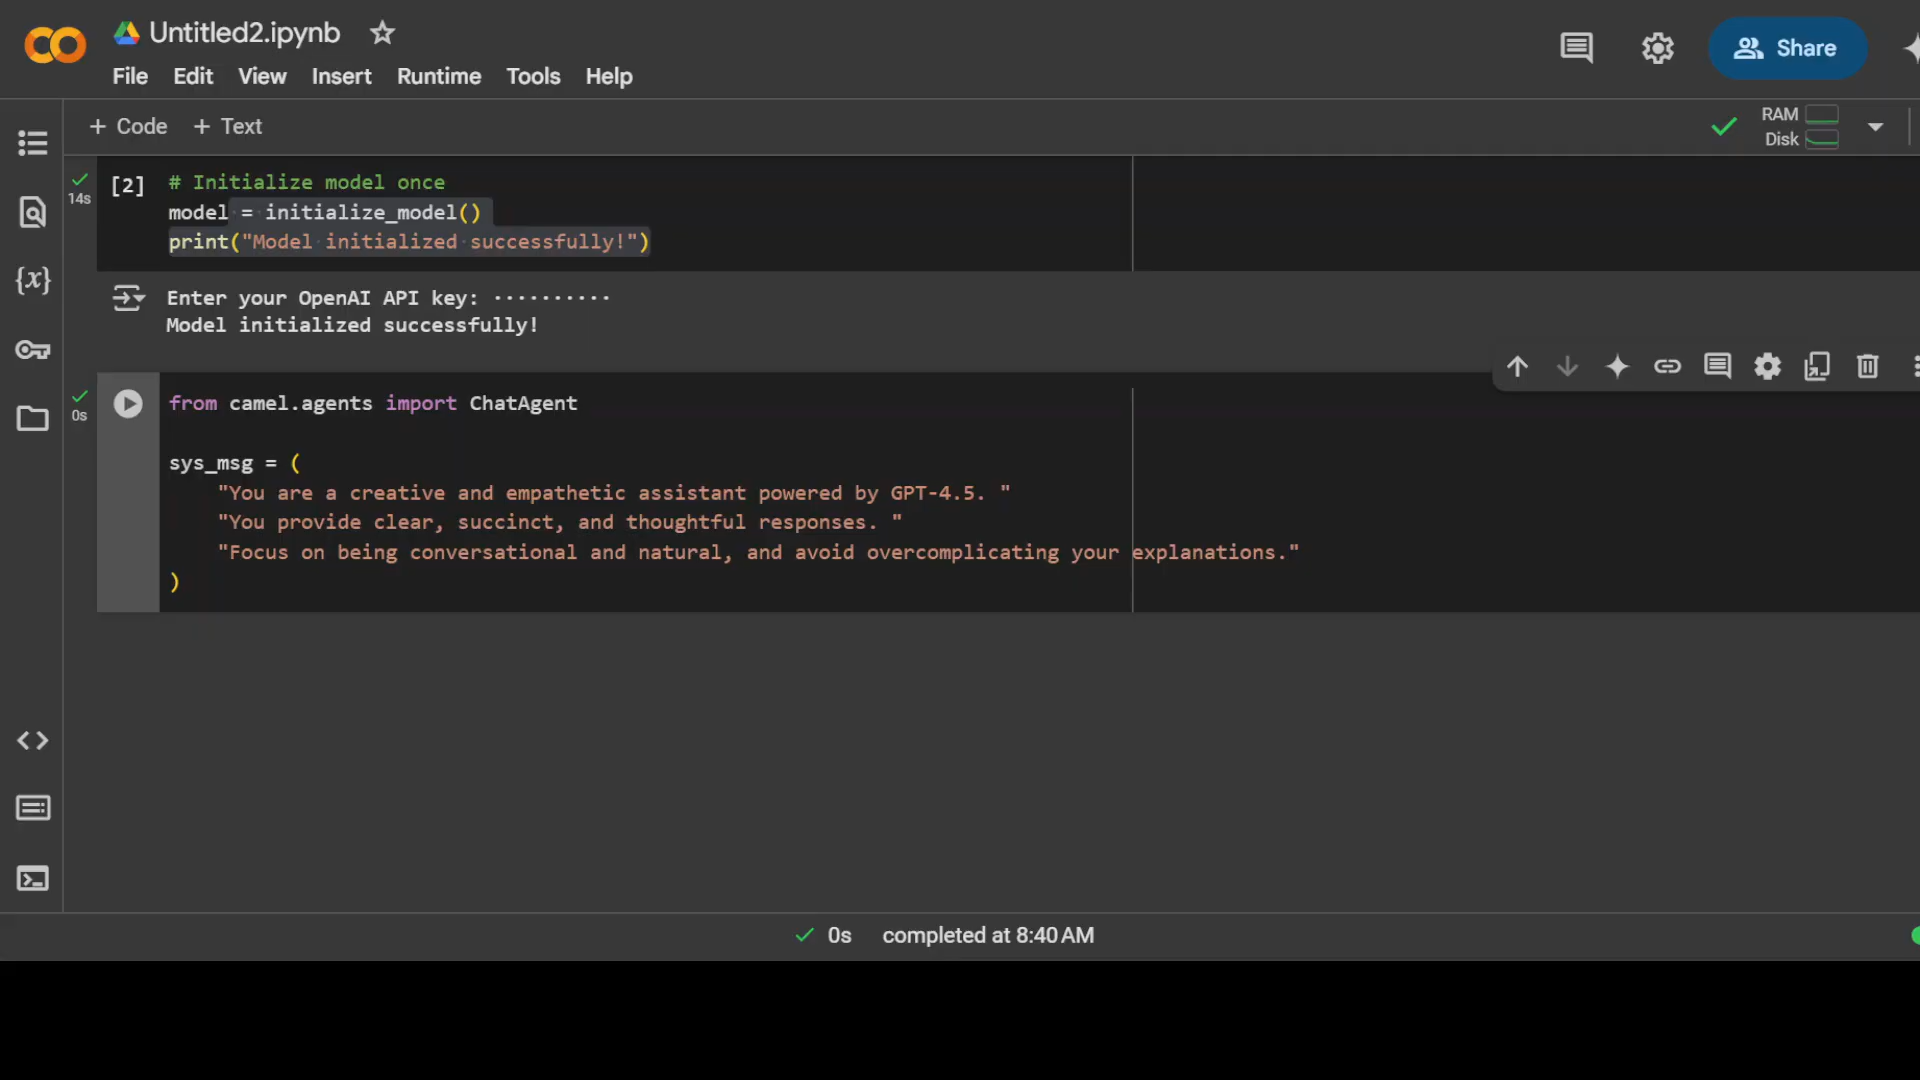 Untitled2.ipynb
File Edit View Insert Runtime Tools Help
Share
+ Code + Text
RAM
Disk
14s
[2] # Initialize model once
model = initialize_model()
print("Model initialized successfully!")
Enter your OpenAI API key: ··········
Model initialized successfully!
0s
from camel.agents import ChatAgent
sys_msg = (
"You are a creative and empathetic assistant powered by GPT-4.5. "
"You provide clear, succinct, and thoughtful responses. "
"Focus on being conversational and natural, and avoid overcomplicating your explanations."
)
{x}
0s completed at 8:40 AM